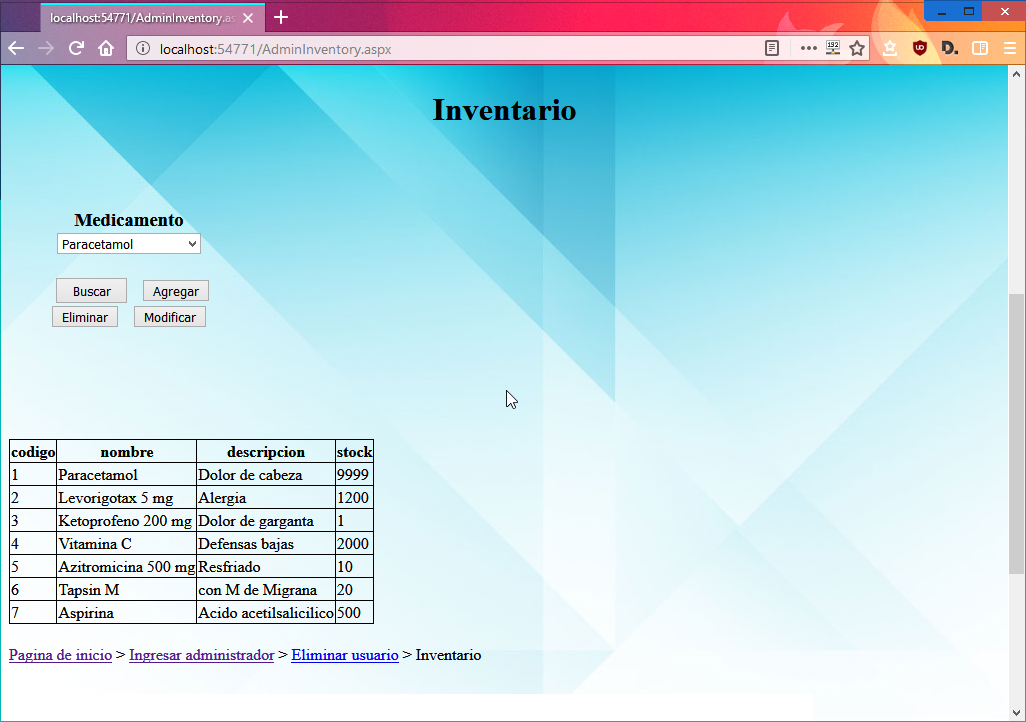 localhost:54771/AdminInventory.as
localhost:54771/AdminInventory.aspx
192
UD
D.
Inventario
Medicamento
Paracetamol
Buscar Agregar
Eliminar Modificar
codigo nombre descripcion stock
1 Paracetamol Dolor de cabeza 9999
2 Levorigotax 5 mg Alergia 1200
3 Ketoprofeno 200 mg Dolor de garganta 1
4 Vitamina C Defensas bajas 2000
5 Azitromicina 500 mg Resfriado 10
6 Tapsin M con M de Migrana 20
7 Aspirina Acido acetilsalicilico 500
Pagina de inicio > Ingresar administrador > Eliminar usuario > Inventario